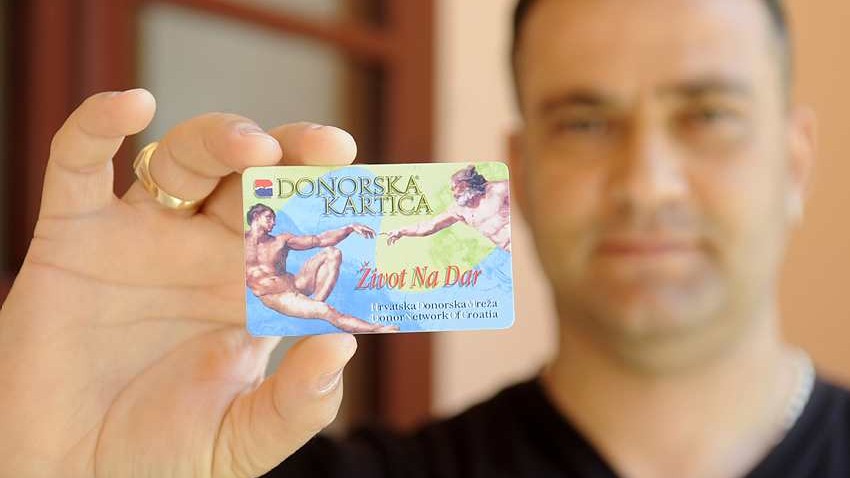 DONORSKA
KARTICA
Život Na Dar
Hrvatska Donorska Mreža
Donor Network Of Croatia